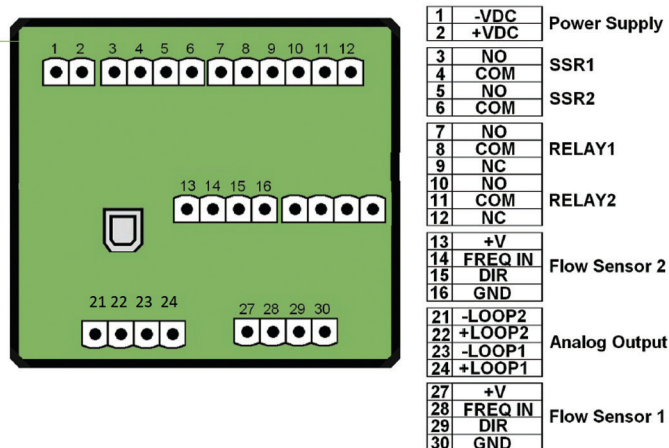 1 2 3 4 5 6 7 8 9 10 11 12
13 14 15 16
21 22 23 24
27 28 29 30
1 -VDC
2 +VDC
Power Supply
3 NO
4 COM
SSR1
5 NO
6 COM
SSR2
7 NO
8 COM
9 NC
RELAY1
10 NO
11 COM
12 NC
RELAY2
13 +V
14 FREQ IN
15 DIR
16 GND
Flow Sensor 2
21 -LOOP2
22 +LOOP2
23 -LOOP1
24 +LOOP1
Analog Output
27 +V
28 FREQ IN
29 DIR
30 GND
Flow Sensor 1